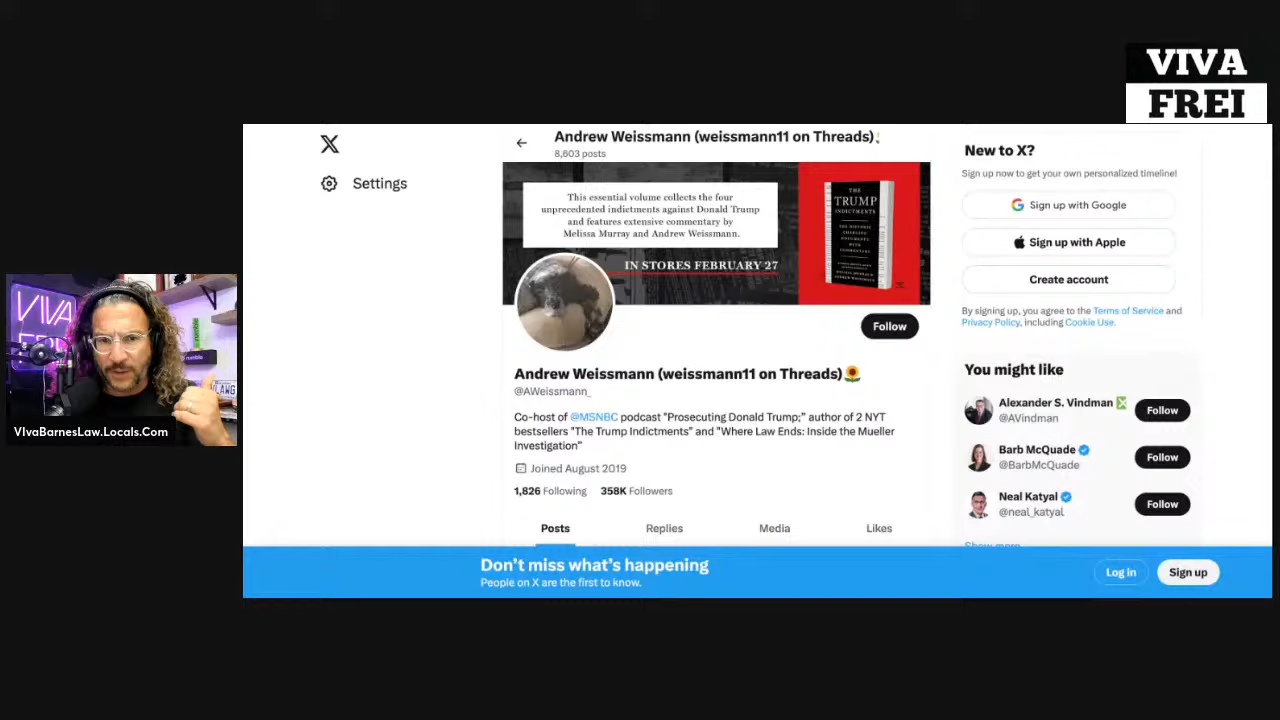 VIVA
FREI
Andrew Weissmann (weissmann11 on Threads)
8,603 posts
Settings
This essential volume collects the four
unprecedented indictments against Donald Trump
and features extensive commentary by
Melissa Murray and Andrew Weissmann.
IN STORES FEBRUARY 27
THE
TRUMP
INDICTMENTS
Follow
Andrew Weissmann (weissmann11 on Threads)🌻
@AWeissmann_
Co-host of @MSNBC podcast "Prosecuting Donald Trump;" author of 2 NYT
bestsellers "The Trump Indictments" and "Where Law Ends: Inside the Mueller
Investigation"
Joined August 2019
1,826 Following 358K Followers
Posts Replies Media Likes
New to X?
Sign up now to get your own personalized timeline!
Sign up with Google
Sign up with Apple
Create account
By signing up, you agree to the Terms of Service and
Privacy Policy, including Cookie Use.
You might like
Alexander S. Vindman
@AVindman
Follow
Barb McQuade
@BarbMcQuade
Follow
Neal Katyal
@neal_katyal
Follow
Show more
Don't miss what's happening
People on X are the first to know.
Log in
Sign up
VIVA
rumble
VIvaBarnesLaw.Locals.Com